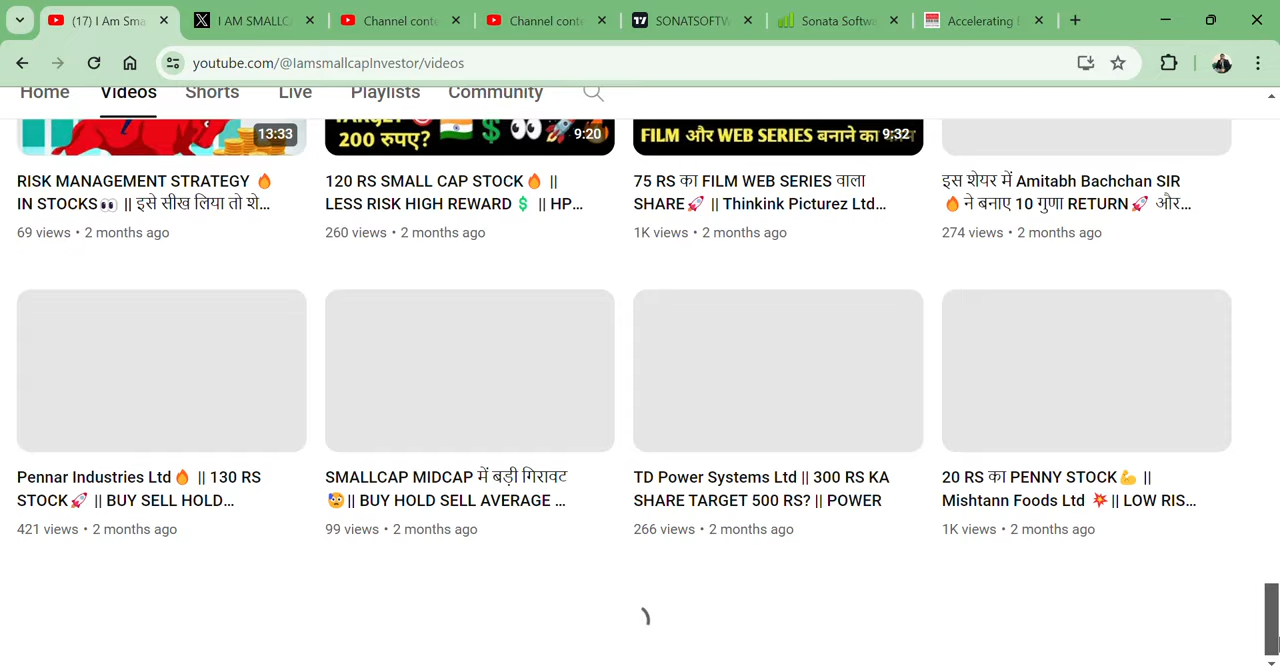 (17) I Am Sma
I AM SMALLC
Channel conte
Channel conte
SONATSOFTW
Sonata Softwa
Accelerating
youtube.com/@IamsmallcapInvestor/videos
Home Videos Shorts Live Playlists Community
13:33
200 रुपए?
9:20
FILM और WEB SERIES बनाने का
9:32
RISK MANAGEMENT STRATEGY 🔥
IN STOCKS👀 || इसे सीख लिया तो शे...
69 views • 2 months ago
120 RS SMALL CAP STOCK🔥 ||
LESS RISK HIGH REWARD 💲 || HP...
260 views • 2 months ago
75 RS का FILM WEB SERIES वाला
SHARE🚀 || Thinkink Picturez Ltd...
1K views • 2 months ago
इस शेयर में Amitabh Bachchan SIR
🔥ने बनाए 10 गुणा RETURN🚀 और...
274 views • 2 months ago
Pennar Industries Ltd🔥 || 130 RS
STOCK🚀 || BUY SELL HOLD...
421 views • 2 months ago
SMALLCAP MIDCAP में बड़ी गिरावट
😰|| BUY HOLD SELL AVERAGE ...
99 views • 2 months ago
TD Power Systems Ltd || 300 RS KA
SHARE TARGET 500 RS? || POWER
266 views • 2 months ago
20 RS का PENNY STOCK💪 ||
Mishtann Foods Ltd 💥|| LOW RIS...
1K views • 2 months ago